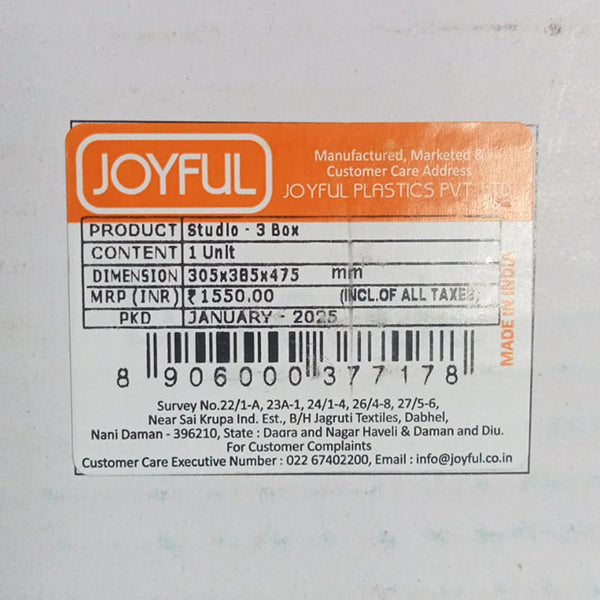 JOYFUL
Manufactured, Marketed &
Customer Care Address
JOYFUL PLASTICS PVT. LTD.
PRODUCT Studio - 3 Box
CONTENT 1 Unit
DIMENSION 305x385x475 mm
MRP (INR) ₹1550.00 (INCL.OF ALL TAXES)
PKD JANUARY - 2025
MADE IN INDIA
8 906000 377178
Survey No.22/1-A, 23A-1, 24/1-4, 26/4-8, 27/5-6,
Near Sai Krupa Ind. Est., B/H Jagruti Textiles, Dabhel,
Nani Daman - 396210, State : Daara and Nagar Haveli & Daman and Diu.
For Customer Complaints
Customer Care Executive Number : 022 67402200, Email : info@joyful.co.in